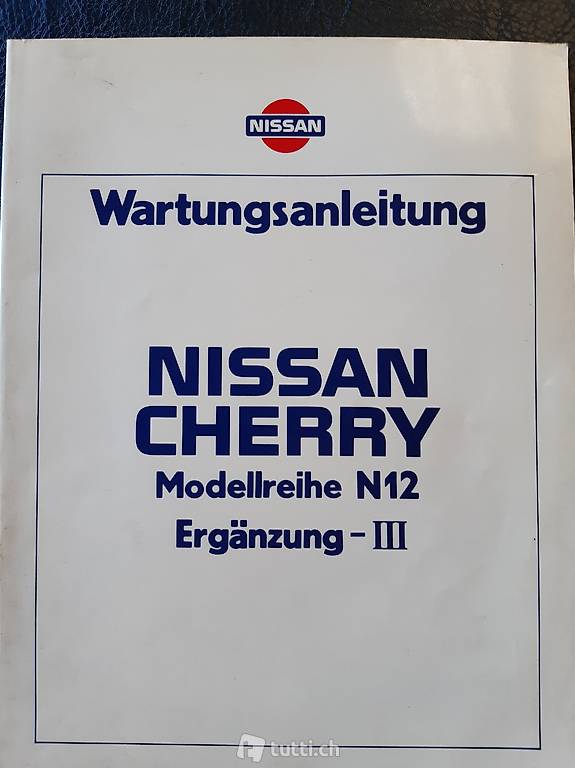 NISSAN
Wartungsanleitung
NISSAN
CHERRY
Modellreihe N12
Ergänzung - III
tutti.ch